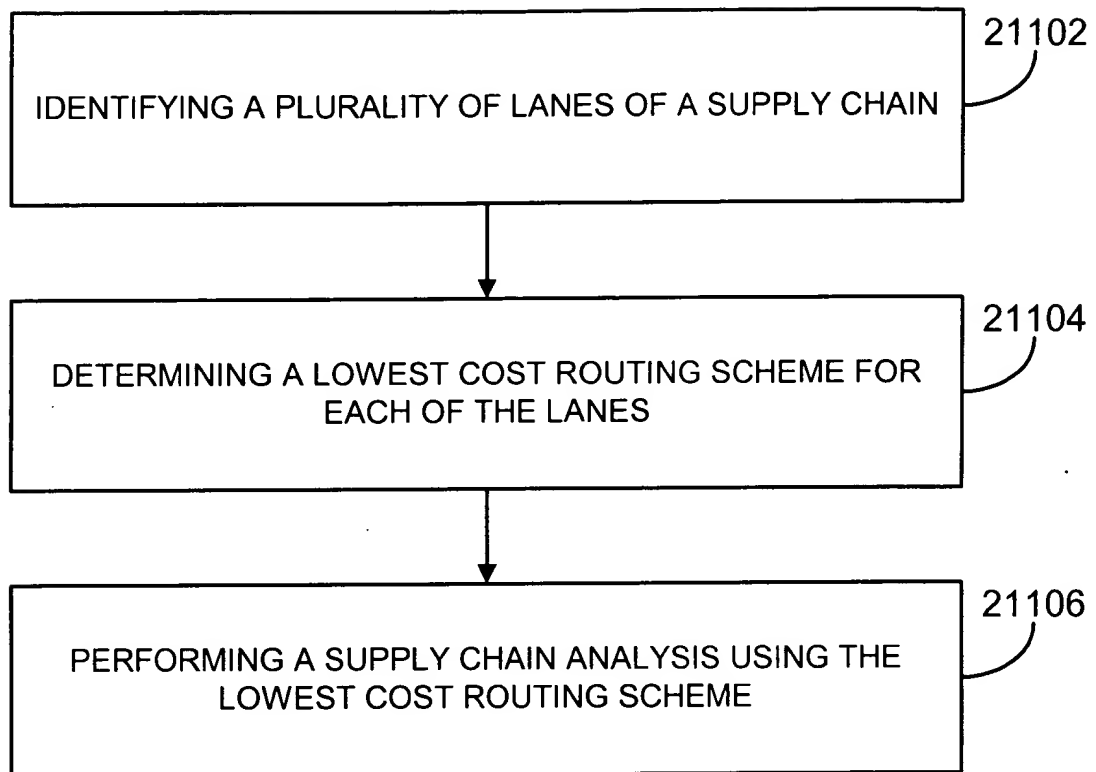 21102
IDENTIFYING A PLURALITY OF LANES OF A SUPPLY CHAIN
21104
DETERMINING A LOWEST COST ROUTING SCHEME FOR
EACH OF THE LANES
21106
PERFORMING A SUPPLY CHAIN ANALYSIS USING THE
LOWEST COST ROUTING SCHEME